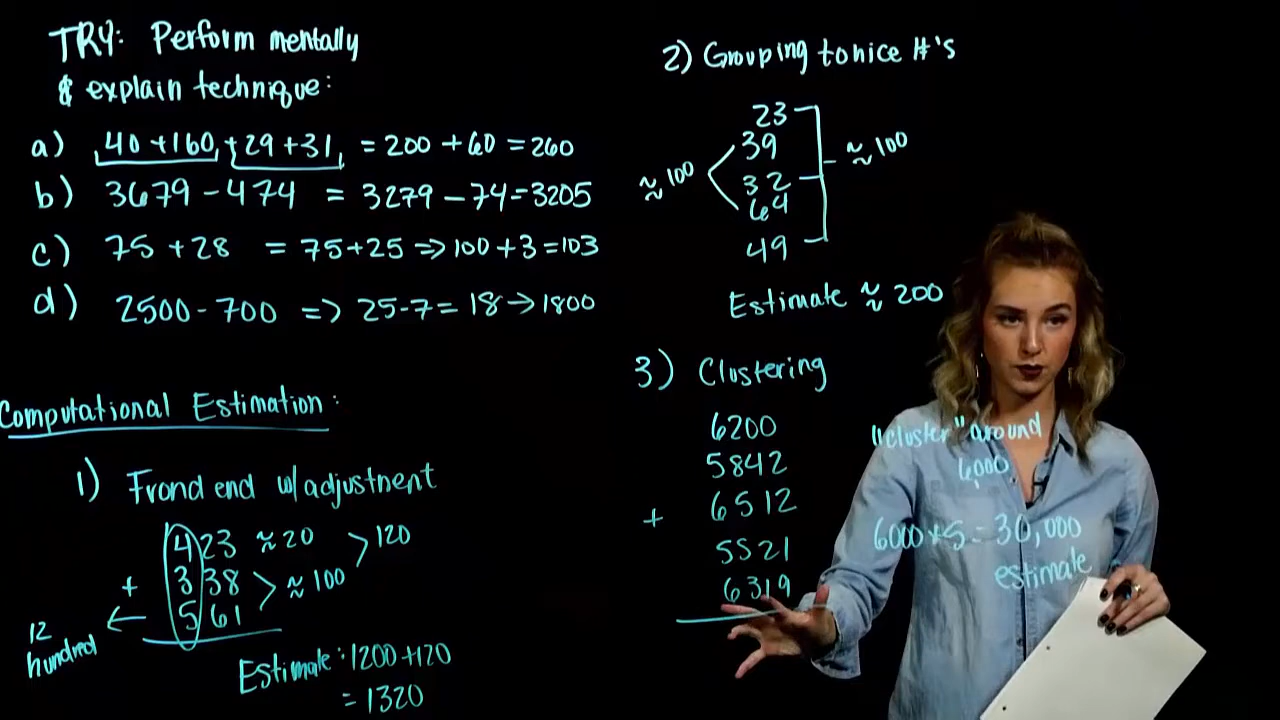 TRY: Perform mentally
& explain technique:
a) 40 + 160 + 29 + 31 = 200 + 60 = 260
b) 3679 - 474 = 3279 - 74 = 3205
c) 75 + 28 = 75 + 25 => 100 + 3 = 103
d) 2500 - 700 => 25 - 7 = 18 → 1800
Computational Estimation:
1) Frond end w/ adjustment
423 ≈ 20 > 120
+ 338 > ≈ 100
561
12
hundred
Estimate: 1200 + 120
= 1320
2) Grouping to nice #'s
23
39
32
64
49
≈ 100
≈ 100
Estimate ≈ 200
3) Clustering
6200
5842
+ 6512
5521
6319
"cluster" around
6,000
6000 × 5 = 30,000
estimate